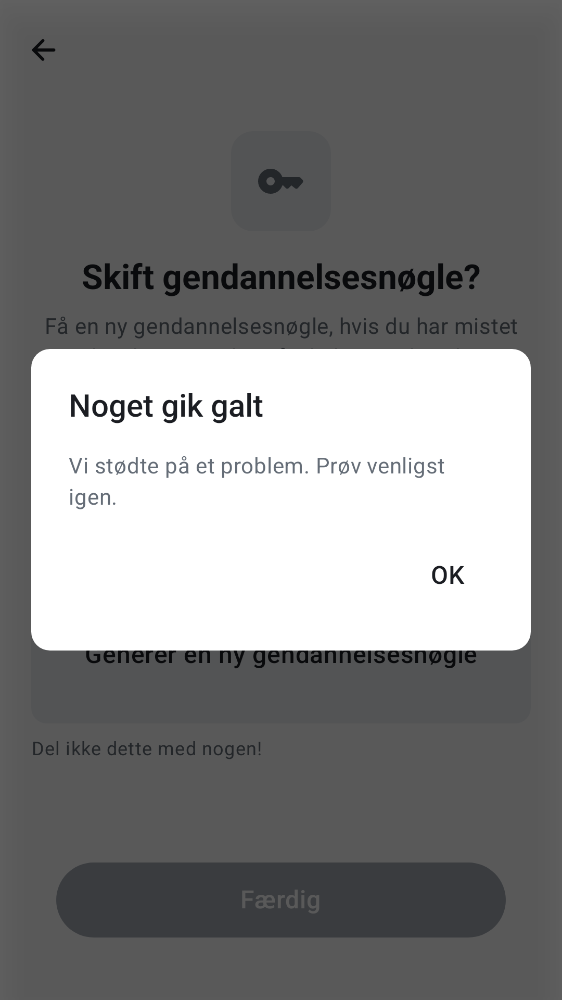 Skift gendannelsesnøgle?
Få en ny gendannelsesnøgle, hvis du har mistet
Noget gik galt
Vi stødte på et problem. Prøv venligst
igen.
OK
Generer en ny gendannelsesnøgle
Del ikke dette med nogen!
Færdig